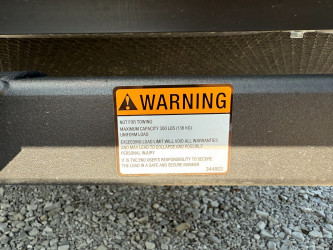 WARNING
NOT FOR TOWING
MAXIMUM CAPACITY 300 LBS (136 KG)
UNIFORM LOAD
EXCEEDING LOAD LIMIT WILL VOID ALL WARRANTIES
AND MAY LEAD TO COLLAPSE AND POSSIBLE
PERSONAL INJURY
IT IS THE END USER'S RESPONSIBILITY TO SECURE
THE LOAD IN A SAFE AND SECURE MANNER